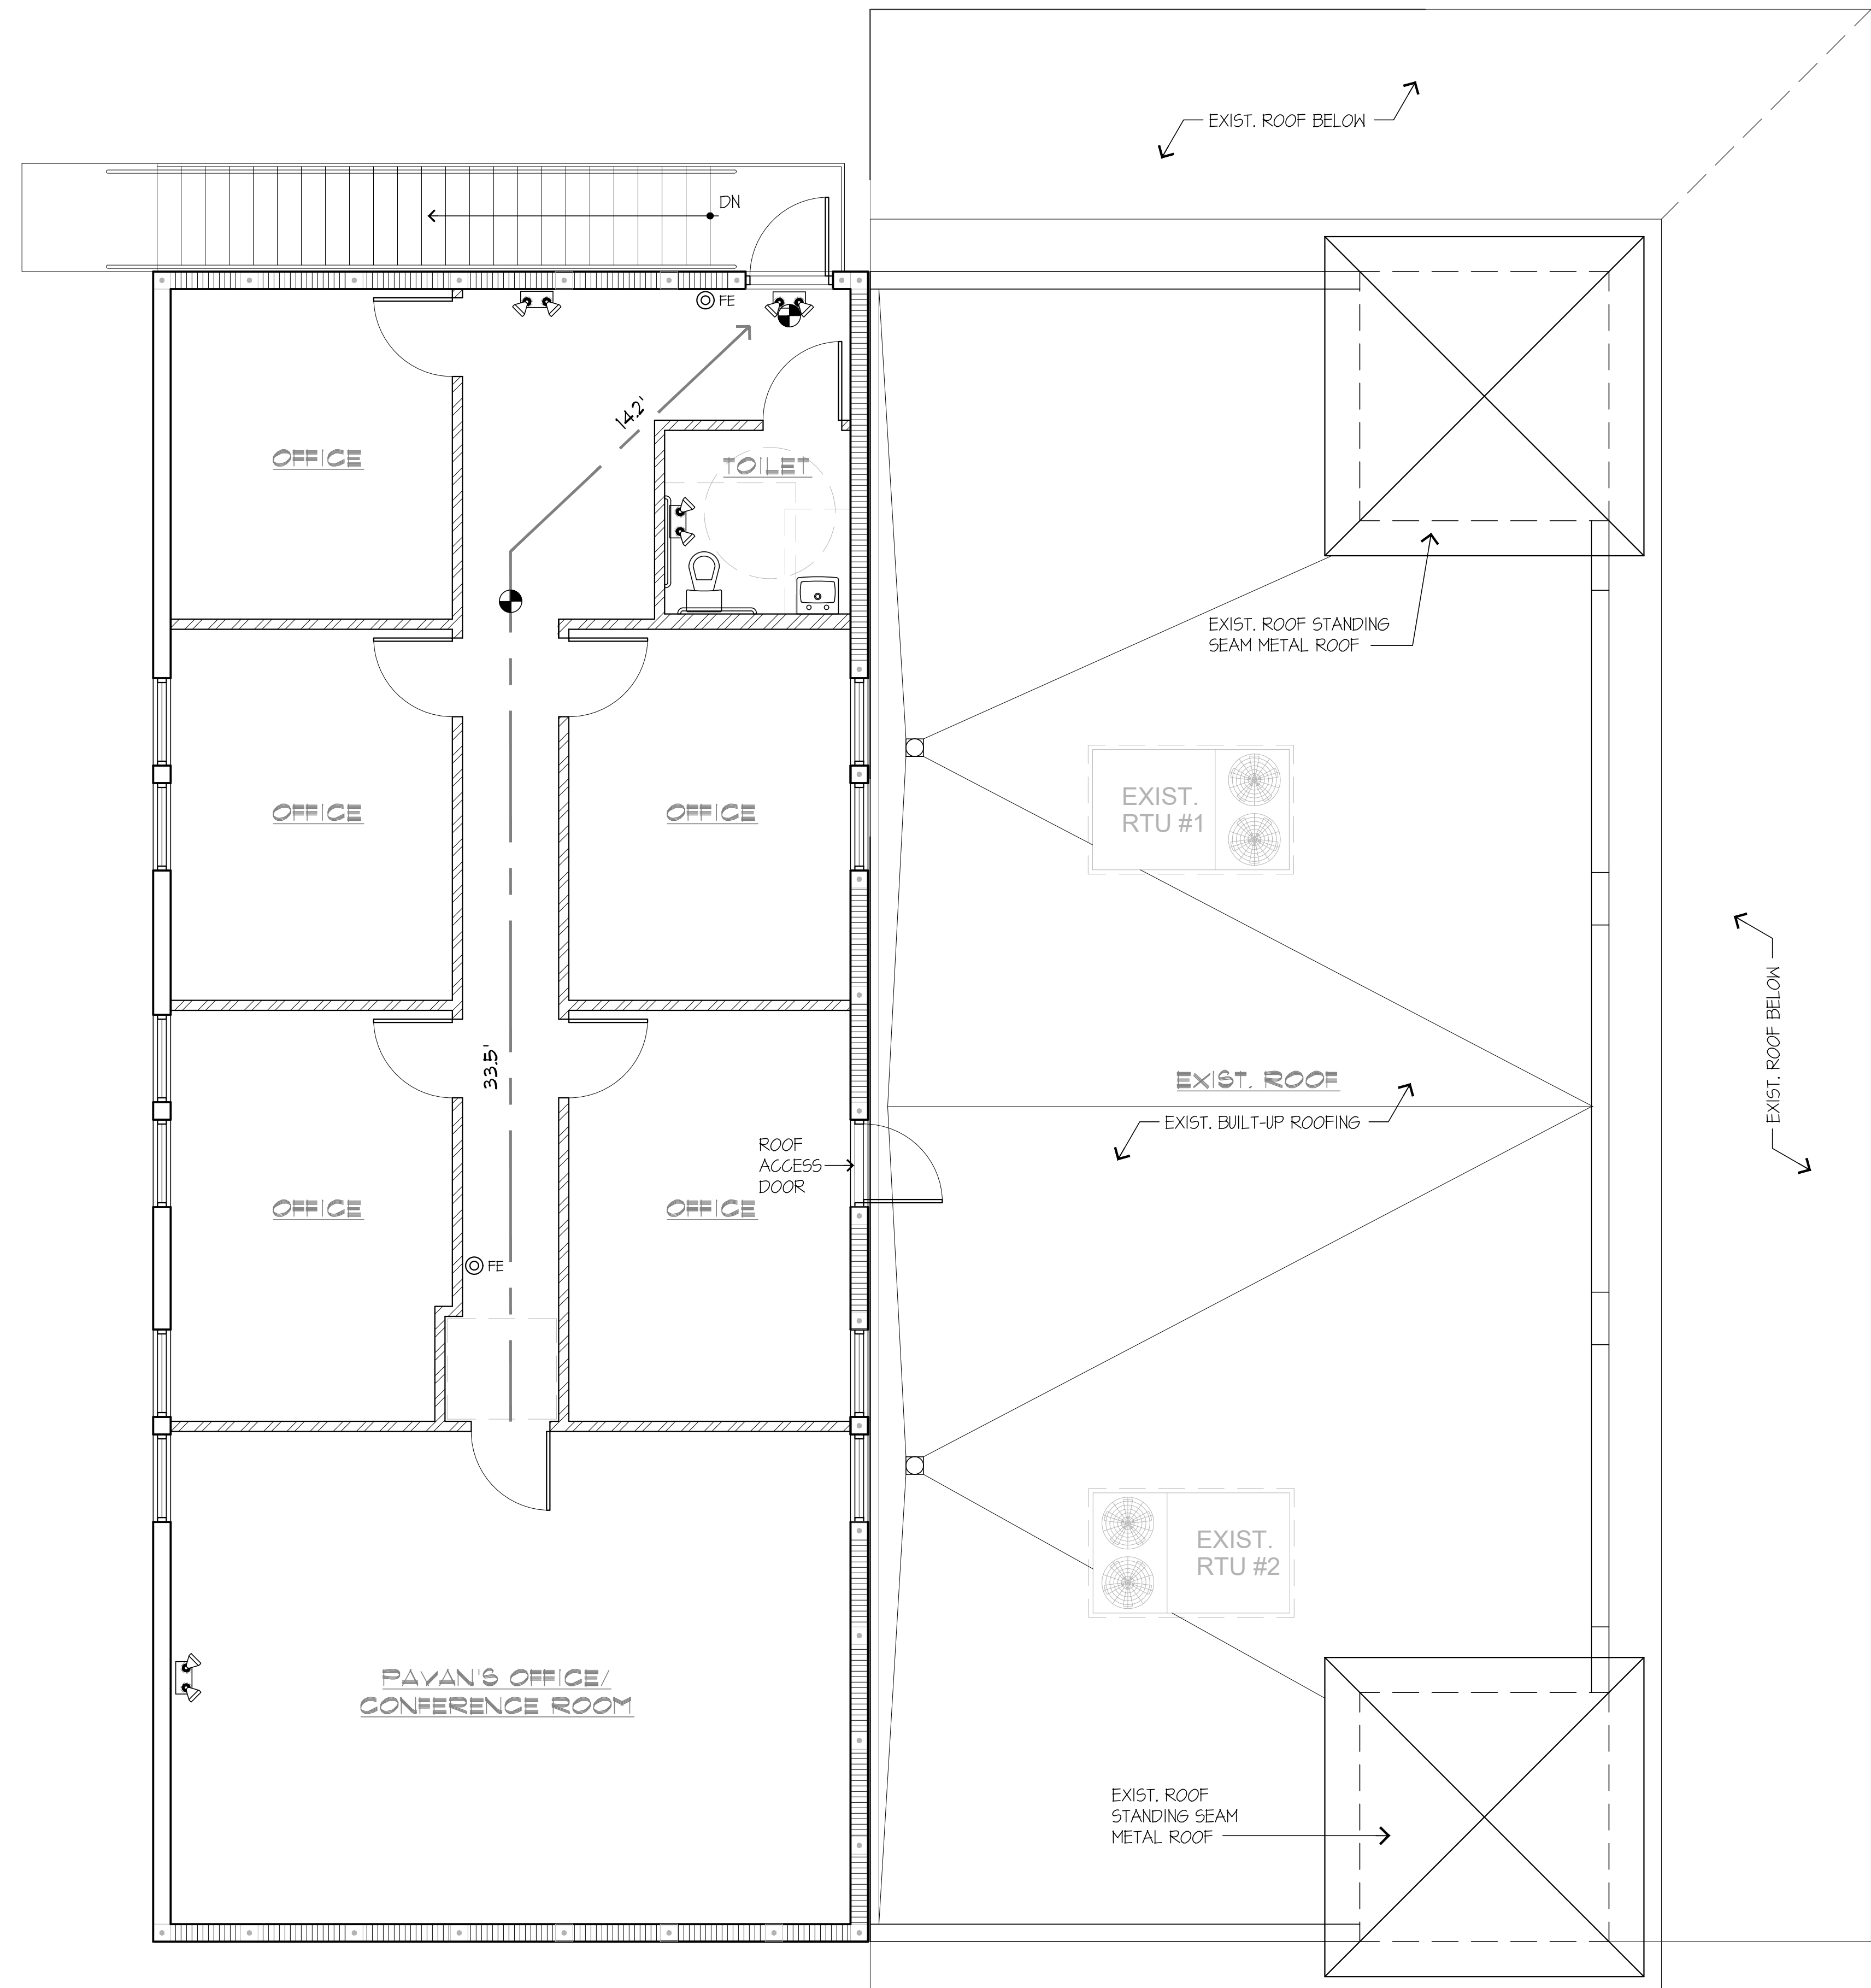 EXIST. ROOF BELOW
DN
FE
14.2'
OFFICE
TOILET
EXIST. ROOF STANDING
SEAM METAL ROOF
OFFICE
OFFICE
EXIST.
RTU #1
EXIST. ROOF BELOW
33.5'
EXIST. ROOF
EXIST. BUILT-UP ROOFING
ROOF
ACCESS
DOOR
OFFICE
OFFICE
FE
EXIST.
RTU #2
PAVAN'S OFFICE/
CONFERENCE ROOM
EXIST. ROOF
STANDING SEAM
METAL ROOF